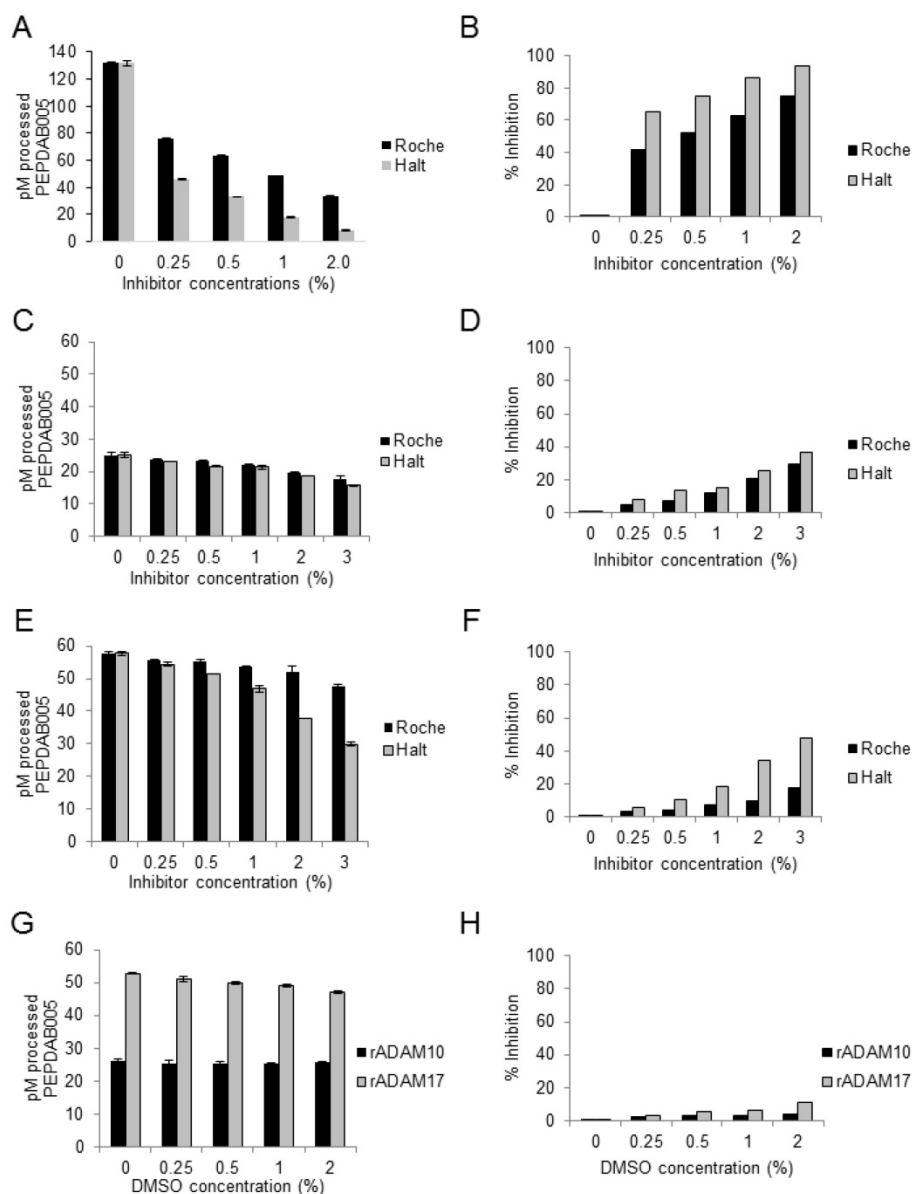 A
pM processed
PEPDAB005
140
120
100
80
60
40
20
0
0 0.25 0.5 1 2.0
Inhibitor concentrations (%)
Roche
Halt
B
% Inhibition
100
80
60
40
20
0
0 0.25 0.5 1 2
Inhibitor concentration (%)
Roche
Halt
C
pM processed
PEPDAB005
60
50
40
30
20
10
0
0 0.25 0.5 1 2 3
Inhibitor concentration (%)
Roche
Halt
D
% Inhibition
100
80
60
40
20
0
0 0.25 0.5 1 2 3
Inhibitor concentration (%)
Roche
Halt
E
pM processed
PEPDAB005
60
50
40
30
20
10
0
0 0.25 0.5 1 2 3
Inhibitor concentration (%)
Roche
Halt
F
% Inhibition
100
80
60
40
20
0
0 0.25 0.5 1 2 3
Inhibitor concentration (%)
Roche
Halt
G
pM processed
PEPDAB005
60
50
40
30
20
10
0
0 0.25 0.5 1 2
DMSO concentration (%)
rADAM10
rADAM17
H
% Inhibition
100
80
60
40
20
0
0 0.25 0.5 1 2
DMSO concentration (%)
rADAM10
rADAM17